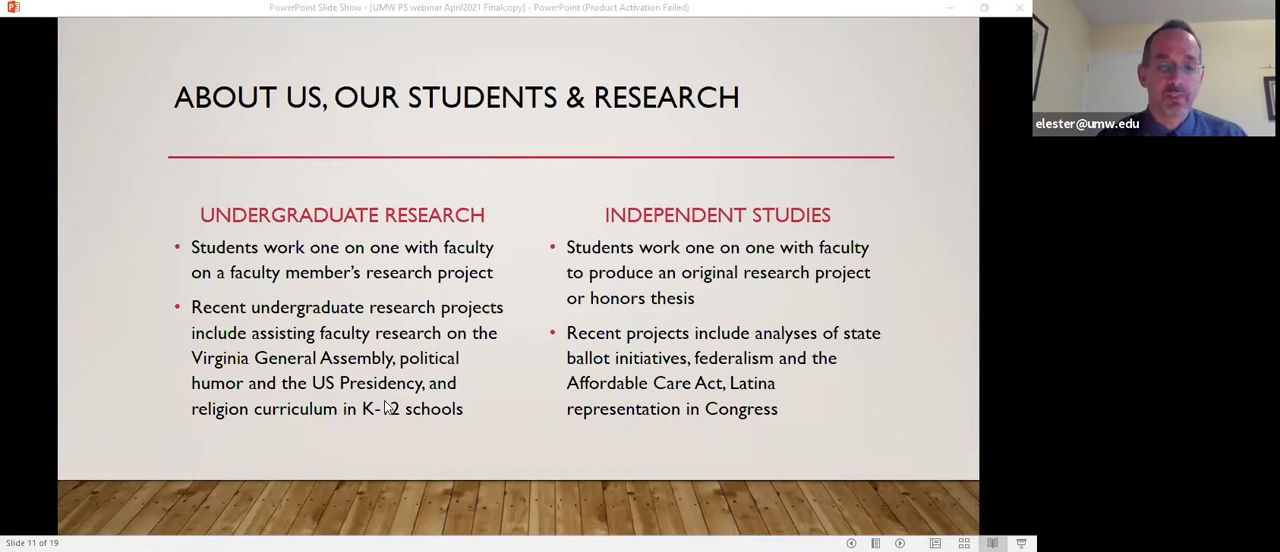 PowerPoint Slide Show - [UMW PS webinar April2021 Finalcopy] - PowerPoint (Product Activation Failed)
elester@umw.edu
ABOUT US, OUR STUDENTS & RESEARCH
UNDERGRADUATE RESEARCH
• Students work one on one with faculty
on a faculty member's research project
• Recent undergraduate research projects
include assisting faculty research on the
Virginia General Assembly, political
humor and the US Presidency, and
religion curriculum in K-12 schools
INDEPENDENT STUDIES
• Students work one on one with faculty
to produce an original research project
or honors thesis
• Recent projects include analyses of state
ballot initiatives, federalism and the
Affordable Care Act, Latina
representation in Congress
Slide 11 of 19